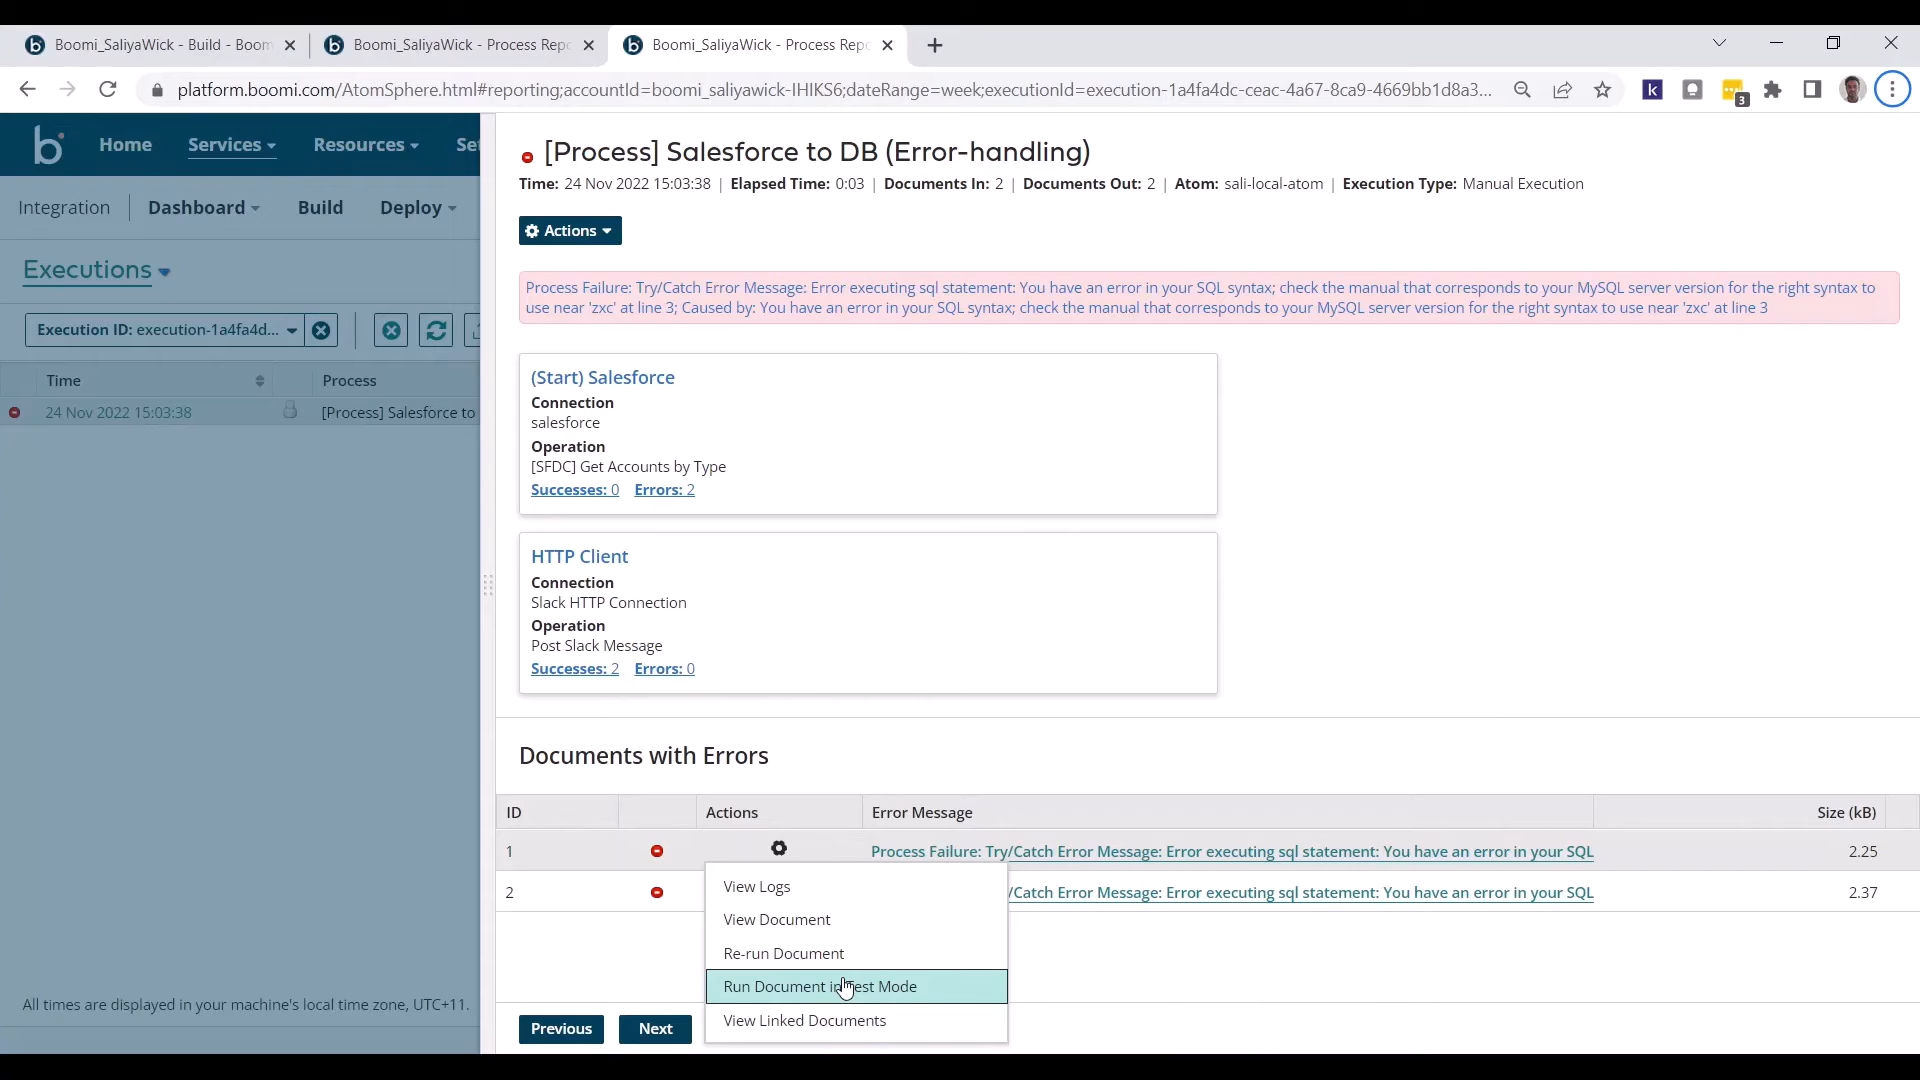 Boomi_SaliyaWick - Build - Boom
Boomi_SaliyaWick - Process Repo
Boomi_SaliyaWick - Process Repo
platform.boomi.com/AtomSphere.html#reporting;accountId=boomi_saliyawick-IHIKS6;dateRange=week;executionId=execution-1a4fa4dc-ceac-4a67-8ca9-4669bb1d8a3...
k
3
b
Home
Services
Resources
Set
Integration
Dashboard
Build
Deploy
Executions
Execution ID: execution-1a4fa4d...
Time
Process
24 Nov 2022 15:03:38
[Process] Salesforce to
All times are displayed in your machine's local time zone, UTC+11.
[Process] Salesforce to DB (Error-handling)
Time: 24 Nov 2022 15:03:38 | Elapsed Time: 0:03 | Documents In: 2 | Documents Out: 2 | Atom: sali-local-atom | Execution Type: Manual Execution
Actions
Process Failure: Try/Catch Error Message: Error executing sql statement: You have an error in your SQL syntax; check the manual that corresponds to your MySQL server version for the right syntax to
use near 'zxc' at line 3; Caused by: You have an error in your SQL syntax; check the manual that corresponds to your MySQL server version for the right syntax to use near 'zxc' at line 3
(Start) Salesforce
Connection
salesforce
Operation
[SFDC] Get Accounts by Type
Successes: 0 Errors: 2
HTTP Client
Connection
Slack HTTP Connection
Operation
Post Slack Message
Successes: 2 Errors: 0
Documents with Errors
ID
Actions
Error Message
Size (kB)
1
Process Failure: Try/Catch Error Message: Error executing sql statement: You have an error in your SQL
2.25
2
/Catch Error Message: Error executing sql statement: You have an error in your SQL
2.37
View Logs
View Document
Re-run Document
Run Document in Test Mode
View Linked Documents
Previous
Next